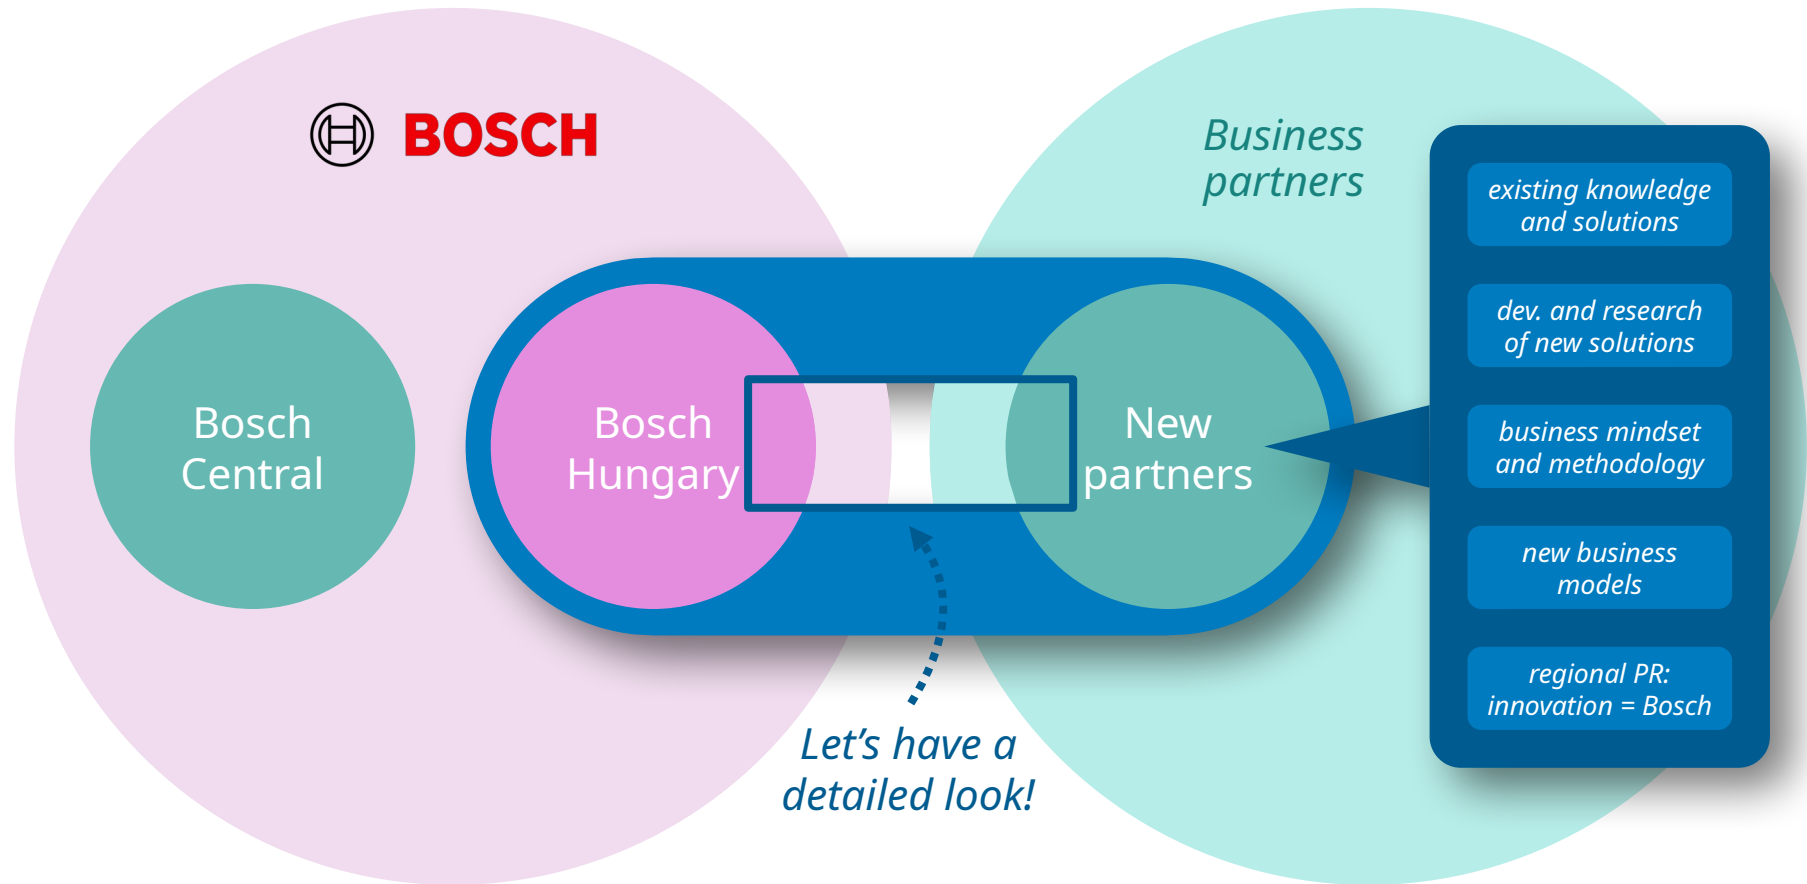 BOSCH
Business
partners
Bosch
Central
Bosch
Hungary
New
partners
existing knowledge
and solutions
dev. and research
of new solutions
business mindset
and methodology
new business
models
regional PR:
innovation = Bosch
Let’s have a
detailed look!